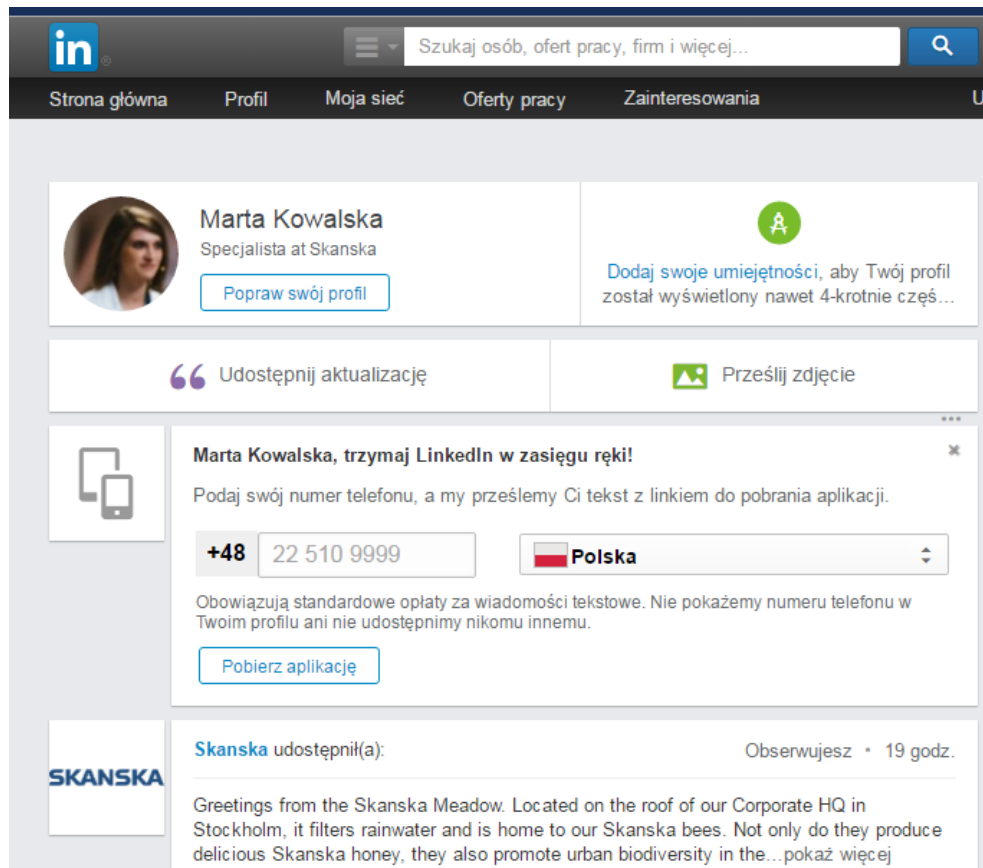 in
Szukaj osób, ofert pracy, firm i więcej...
Strona główna Profil Moja sieć Oferty pracy Zainteresowania U
Marta Kowalska
Specjalista at Skanska
Popraw swój profil
Dodaj swoje umiejętności, aby Twój profil
został wyświetlony nawet 4-krotnie częś...
Udostępnij aktualizację
Prześlij zdjęcie
Marta Kowalska, trzymaj LinkedIn w zasięgu ręki!
Podaj swój numer telefonu, a my prześlemy Ci tekst z linkiem do pobrania aplikacji.
+48 22 510 9999 Polska
Obowiązują standardowe opłaty za wiadomości tekstowe. Nie pokażemy numeru telefonu w
Twoim profilu ani nie udostępnimy nikomu innemu.
Pobierz aplikację
SKANSKA
Skanska udostępnił(a): Obserwujesz • 19 godz.
Greetings from the Skanska Meadow. Located on the roof of our Corporate HQ in
Stockholm, it filters rainwater and is home to our Skanska bees. Not only do they produce
delicious Skanska honey, they also promote urban biodiversity in the...pokaż więcej